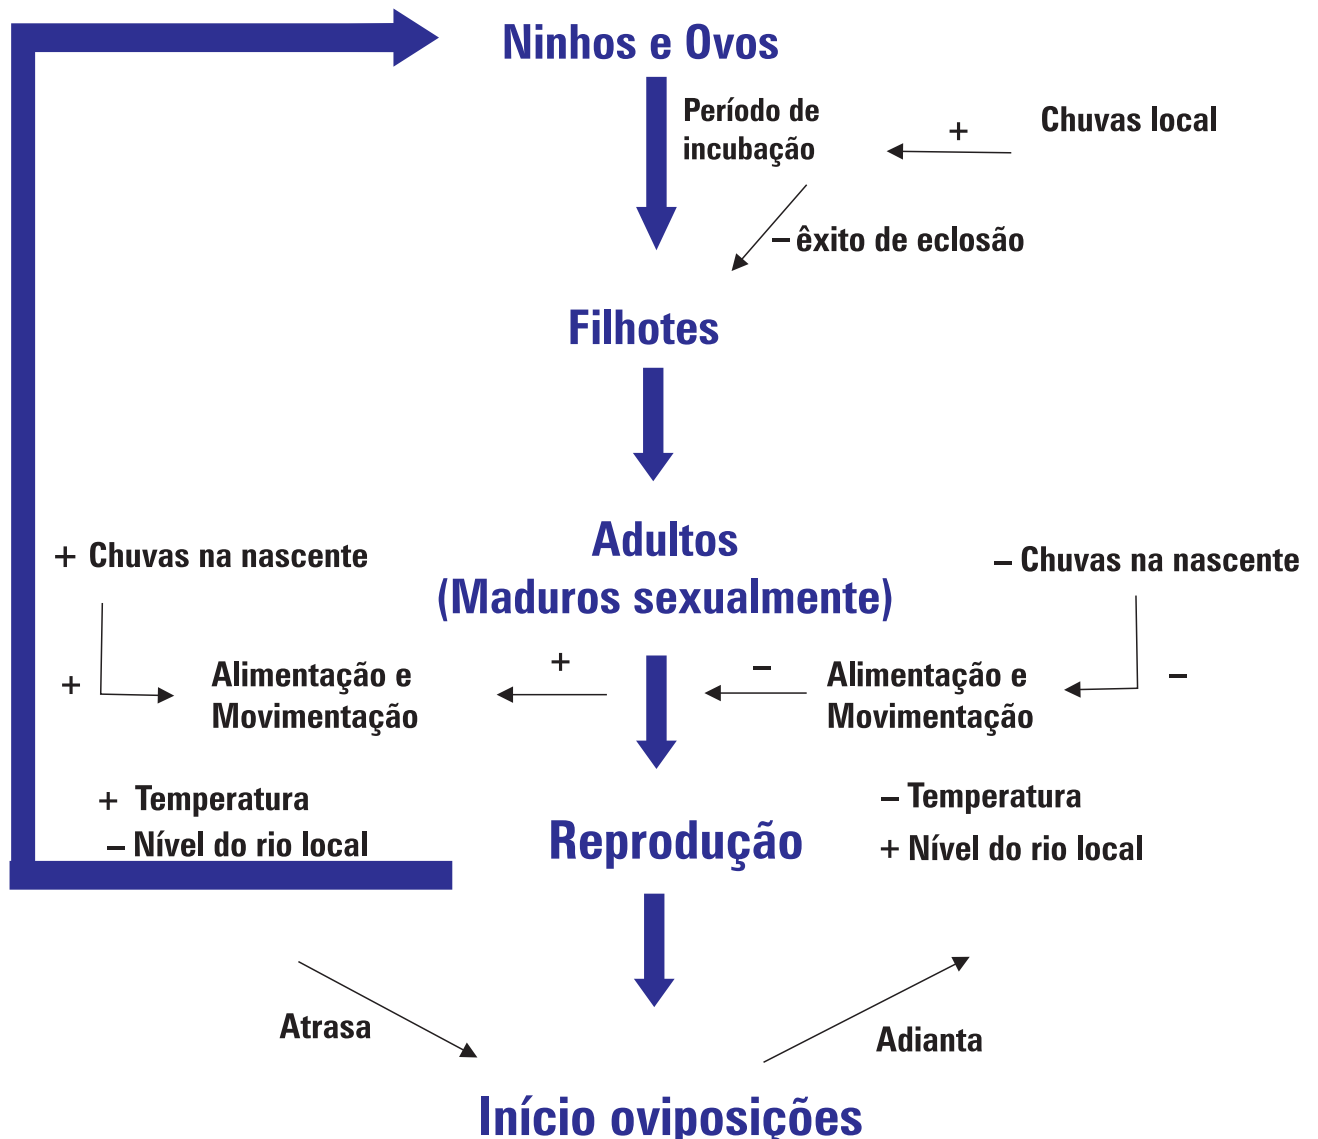 Ninhos e Ovos
Período de
incubação
+
Chuvas local
– êxito de eclosão
Filhotes
Adultos
(Maduros sexualmente)
+ Chuvas na nascente
– Chuvas na nascente
+
Alimentação e
Movimentação
+
–
Alimentação e
Movimentação
–
+ Temperatura
– Nível do rio local
Reprodução
– Temperatura
+ Nível do rio local
Atrasa
Adianta
Início oviposições